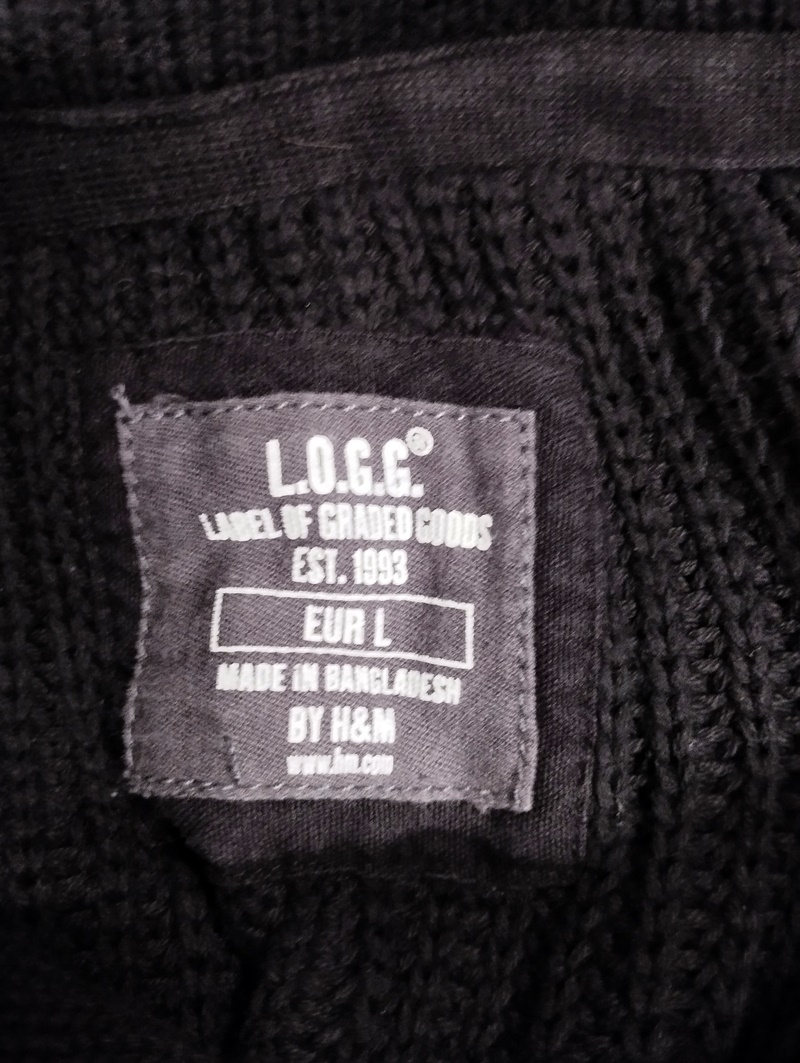 L.O.G.G.®
LABEL OF GRADED GOODS
EST. 1993
EUR L
MADE IN BANGLADESH
BY H&M
www.hm.com